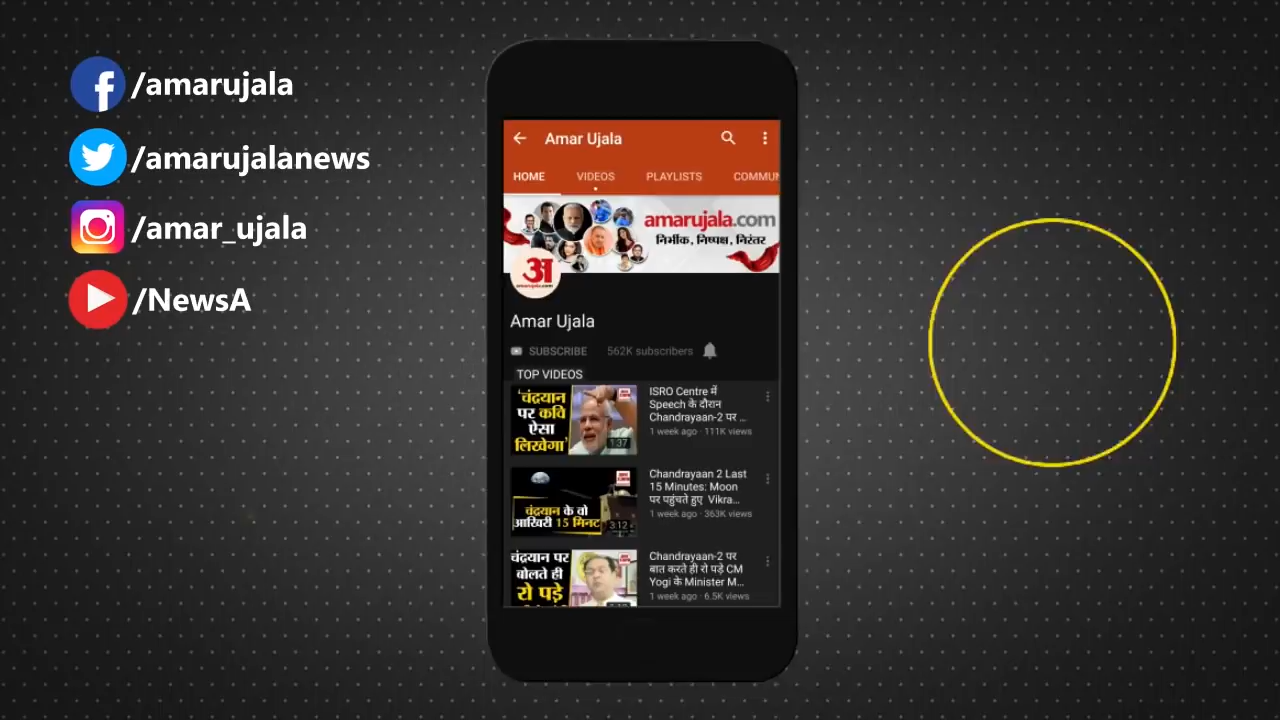 /amarujala
/amarujalanews
/amar_ujala
/NewsA
Amar Ujala
HOME
VIDEOS
PLAYLISTS
COMMUN
amarujala.com
निर्भीक, निष्पक्ष, निरंतर
अ
amarujala.com
Amar Ujala
SUBSCRIBE
562K subscribers
TOP VIDEOS
'चंद्रयान
पर कवि
ऐसा
लिखेगा'
1:37
ISRO Centre में
Speech के दौरान
Chandrayaan-2 पर ...
1 week ago · 111K views
चंद्रयान के वो
आखिरी 15 मिनट
3:12
Chandrayaan 2 Last
15 Minutes: Moon
पर पहुंचते हुए Vikra...
1 week ago · 363K views
चंद्रयान पर
बोलते ही
रो पड़े
Chandrayaan-2 पर
बात करते ही रो पड़े CM
Yogi के Minister M...
1 week ago · 6.5K views